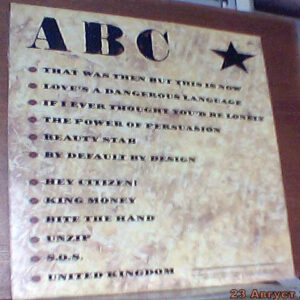 ABC
THAT WAS THEN BUT THIS IS NOW
LOVE'S A DANGEROUS LANGUAGE
IF I EVER THOUGHT YOU'D BE LONELY
THE POWER OF PERSUASION
BEAUTY STAB
BY DEFAULT BY DESIGN
HEY CITIZEN!
KING MONEY
BITE THE HAND
UNZIP
S.O.S.
UNITED KINGDOM
23 Август